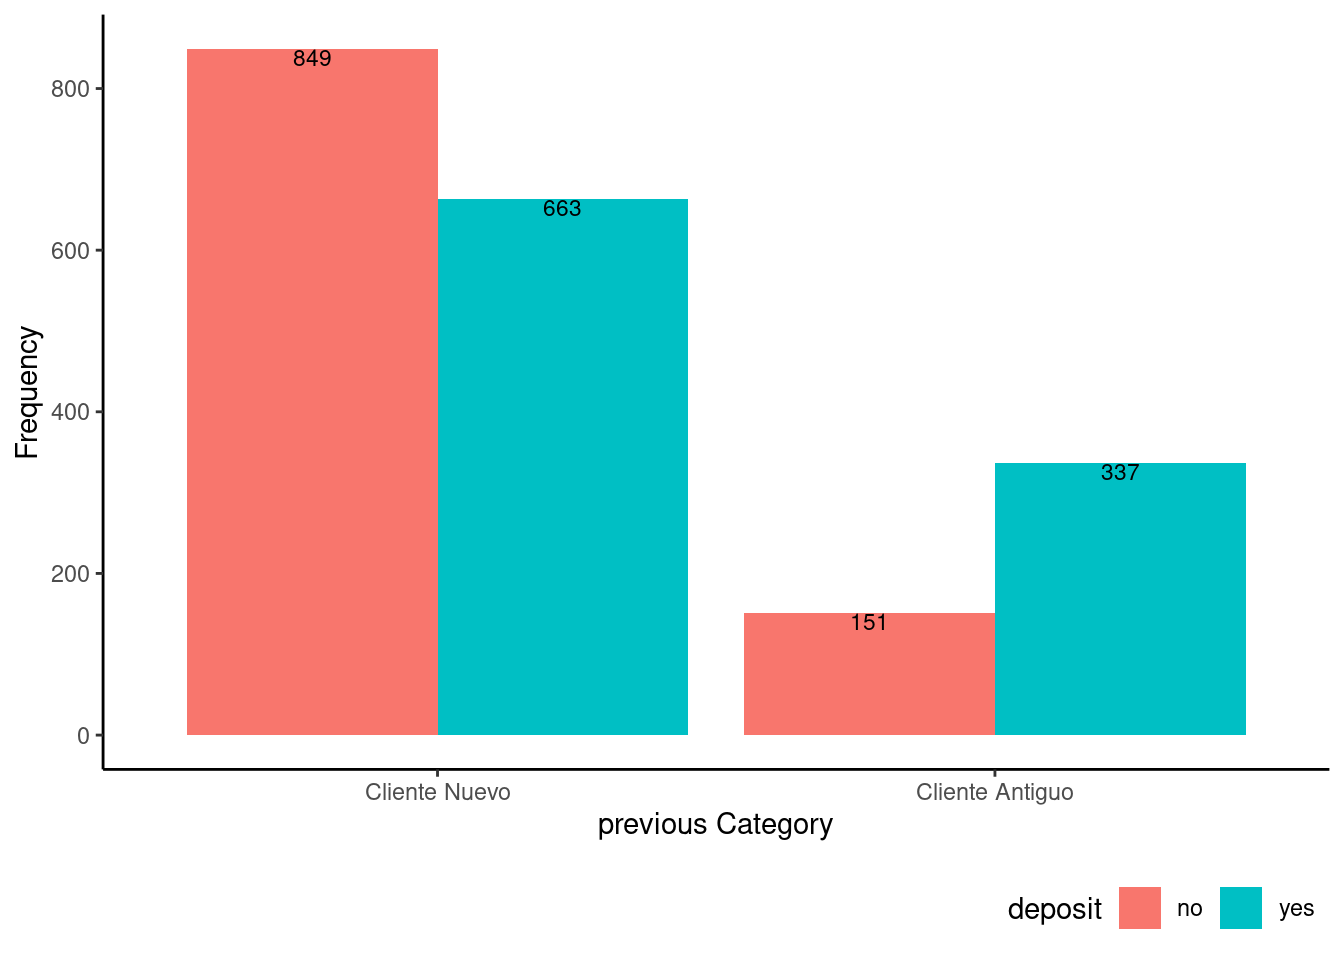 849
800
663
600
Frequency
400
337
200
151
0
Cliente Nuevo
Cliente Antiguo
previous Category
deposit no yes